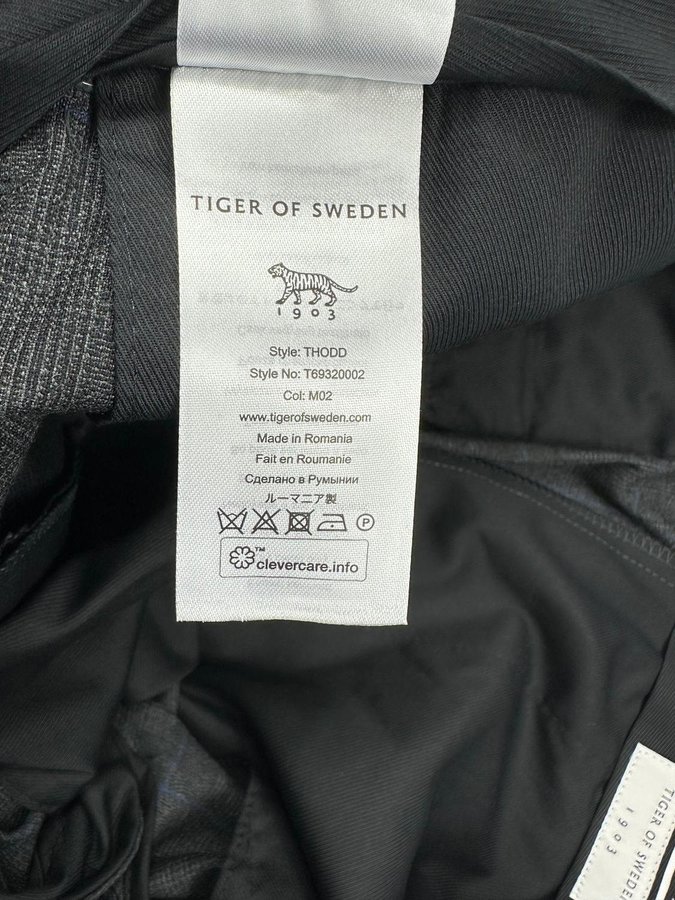 TIGER OF SWEDEN
1903
Style: THODD
Style No: T69320002
Col: M02
www.tigerofsweden.com
Made in Romania
Fait en Roumanie
Сделано в Румынии
ルーマニア製
P
™
clevercare.info
TIGER OF SWEDEN
1903